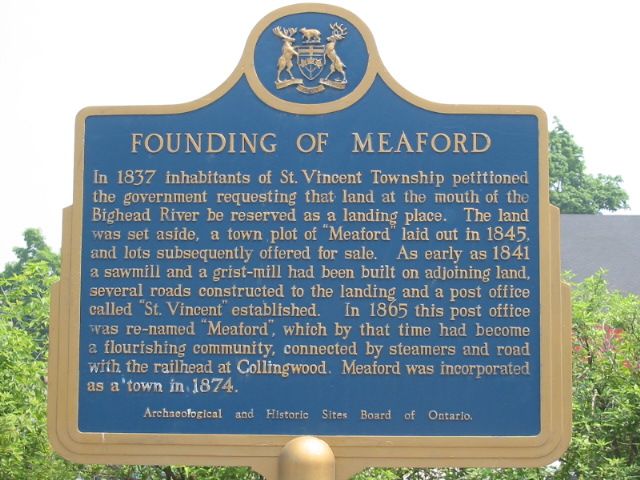 FOUNDING OF MEAFORD
In 1837 inhabitants of St. Vincent Township petitioned
the government requesting that land at the mouth of the
Bighead River be reserved as a landing place. The land
was set aside, a town plot of "Meaford" laid out in 1845,
and lots subsequently offered for sale. As early as 1841
a sawmill and a grist-mill had been built on adjoining land,
several roads constructed to the landing and a post office
called "St. Vincent" established. In 1865 this post office
was re-named "Meaford", which by that time had become
a flourishing community, connected by steamers and road
with the railhead at Collingwood. Meaford was incorporated
as a town in 1874.
Archaeological and Historic Sites Board of Ontario.